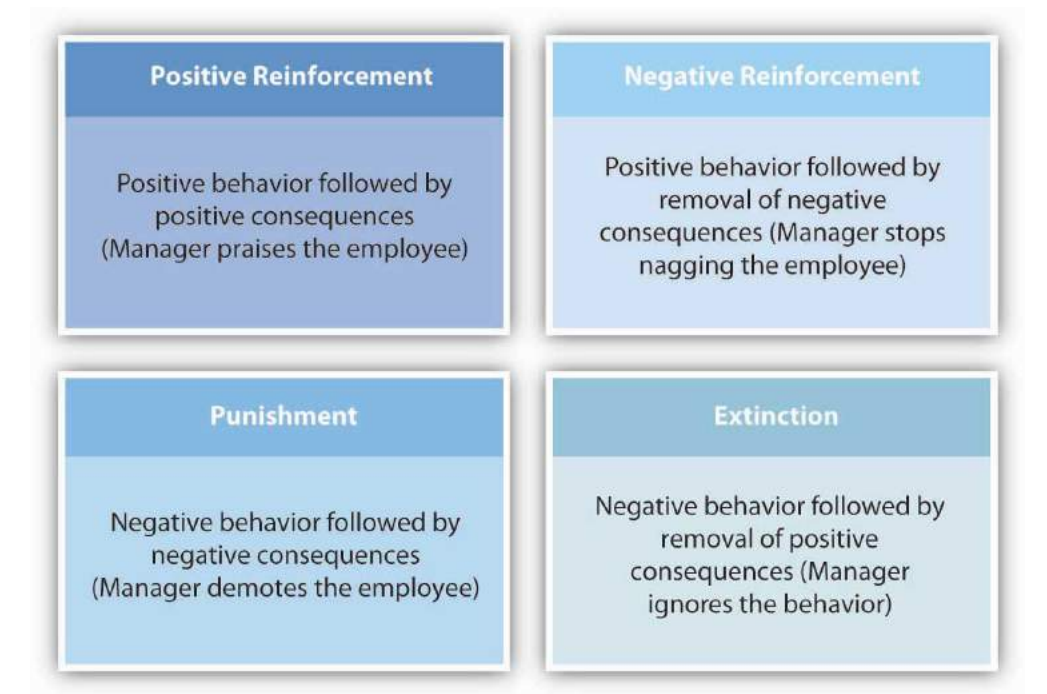 Positive Reinforcement
Positive behavior followed by
positive consequences
(Manager praises the employee)
Negative Reinforcement
Positive behavior followed by
removal of negative
consequences (Manager stops
nagging the employee)
Punishment
Negative behavior followed by
negative consequences
(Manager demotes the employee)
Extinction
Negative behavior followed by
removal of positive
consequences (Manager
ignores the behavior)